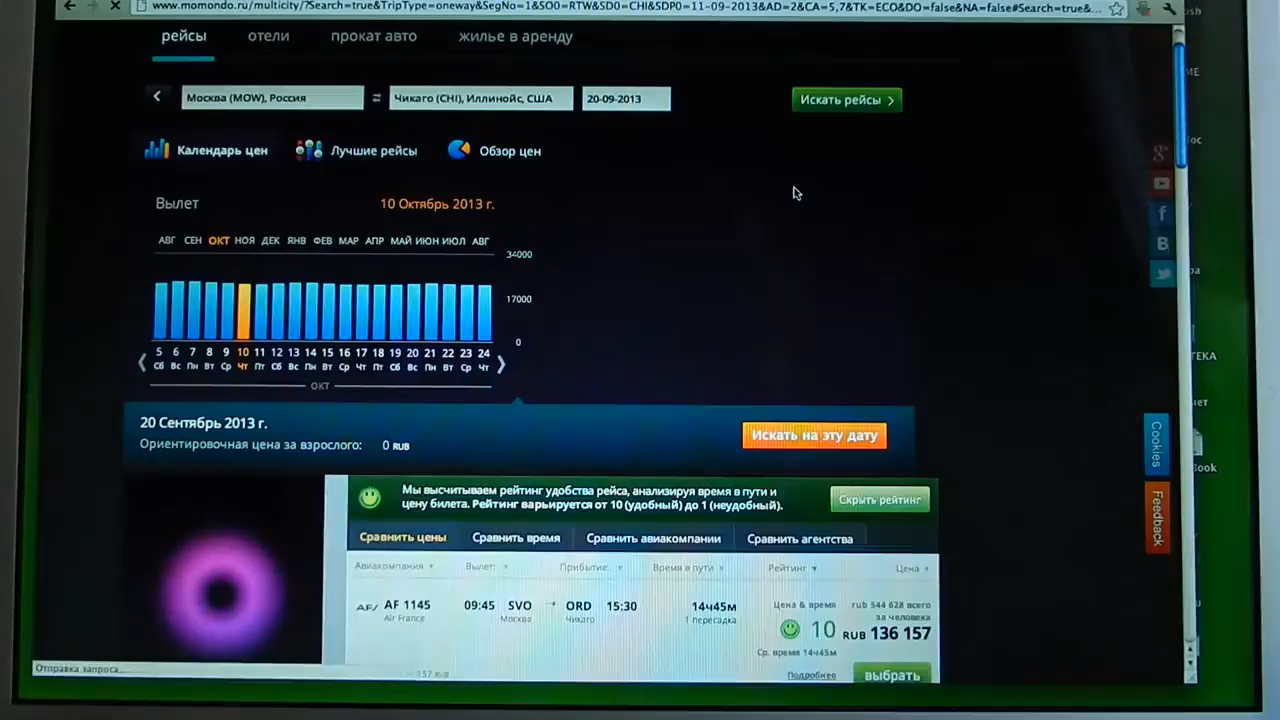 www.momondo.ru/multicity/?Search=true&TripType=oneway&SegNo=1&SO0=RTW&SD0=CHI&SDP0=11-09-2013&AD=2&CA=5,7&TK=ECO&DO=false&NA=false#Search=true&...
рейсы отели прокат авто жилье в аренду
Москва (MOW), Россия Чикаго (CHI), Иллинойс, США 20-09-2013 Искать рейсы
Календарь цен Лучшие рейсы Обзор цен
Вылет 10 Октябрь 2013 г.
АВГ СЕН ОКТ НОЯ ДЕК ЯНВ ФЕВ МАР АПР МАЙ ИЮН ИЮЛ АВГ
34000
17000
0
5 6 7 8 9 10 11 12 13 14 15 16 17 18 19 20 21 22 23 24
Сб Вс Пн Вт Ср Чт Пт Сб Вс Пн Вт Ср Чт Пт Сб Вс Пн Вт Ср Чт
ОКТ
20 Сентябрь 2013 г.
Ориентировочная цена за взрослого: 0 RUB
Искать на эту дату
Мы высчитываем рейтинг удобства рейса, анализируя время в пути и
цену билета. Рейтинг варьируется от 10 (удобный) до 1 (неудобный).
Скрыть рейтинг
Сравнить цены Сравнить время Сравнить авиакомпании Сравнить агентства
Авиакомпания Вылет: Прибытие: Время в пути Рейтинг Цена
AF/ AF 1145 09:45 SVO ORD 15:30 14ч45м Цена & время rub 544 628 всего
Air France Москва Чикаго 1 пересадка за человека
10 RUB 136 157
Ср. время 14ч45м
Подробнее выбрать
Отправка запроса...
Cookies
Feedback
g+
f
B
Book